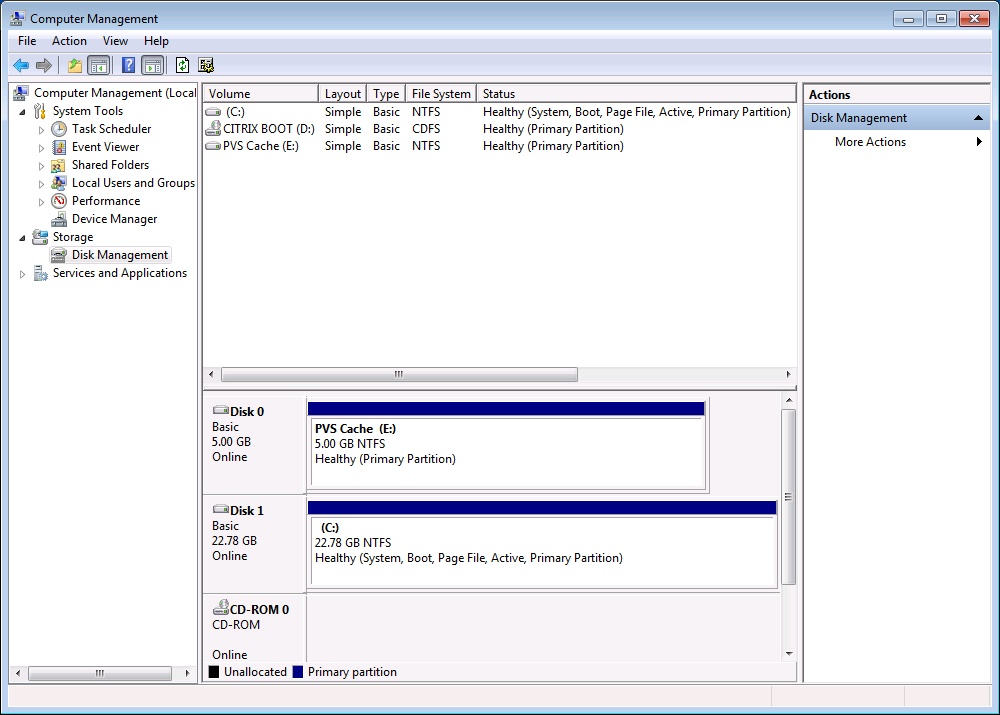 Computer Management
File Action View Help
Computer Management (Local
System Tools
Task Scheduler
Event Viewer
Shared Folders
Local Users and Groups
Performance
Device Manager
Storage
Disk Management
Services and Applications
Volume Layout Type File System Status
(C:) Simple Basic NTFS Healthy (System, Boot, Page File, Active, Primary Partition)
CITRIX BOOT (D:) Simple Basic CDFS Healthy (Primary Partition)
PVS Cache (E:) Simple Basic NTFS Healthy (Primary Partition)
Disk 0
Basic
5.00 GB
Online
PVS Cache (E:)
5.00 GB NTFS
Healthy (Primary Partition)
Disk 1
Basic
22.78 GB
Online
(C:)
22.78 GB NTFS
Healthy (System, Boot, Page File, Active, Primary Partition)
CD-ROM 0
CD-ROM
Online
Unallocated Primary partition
Actions
Disk Management
More Actions